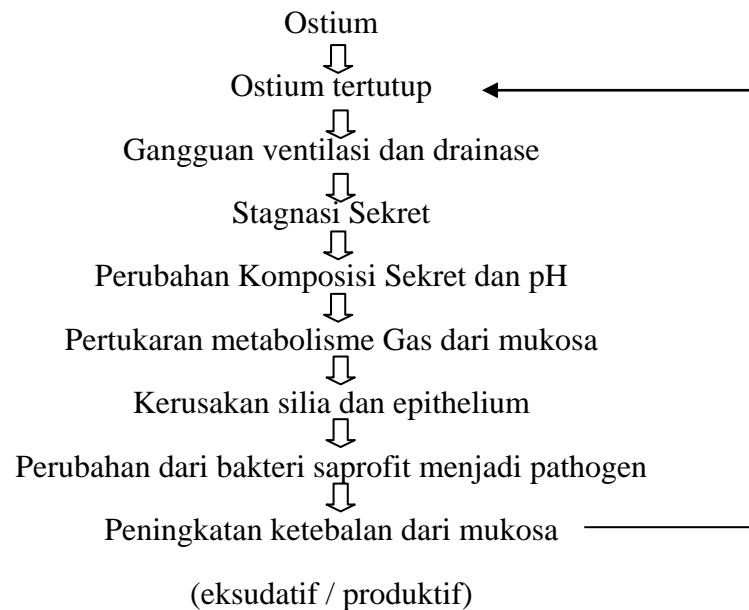 Ostium
Ostium tertutup
Gangguan ventilasi dan drainase
Stagnasi Sekret
Perubahan Komposisi Sekret dan pH
Pertukaran metabolisme Gas dari mukosa
Kerusakan silia dan epithelium
Perubahan dari bakteri saprofit menjadi pathogen
Peningkatan ketebalan dari mukosa
(eksudatif / produktif)